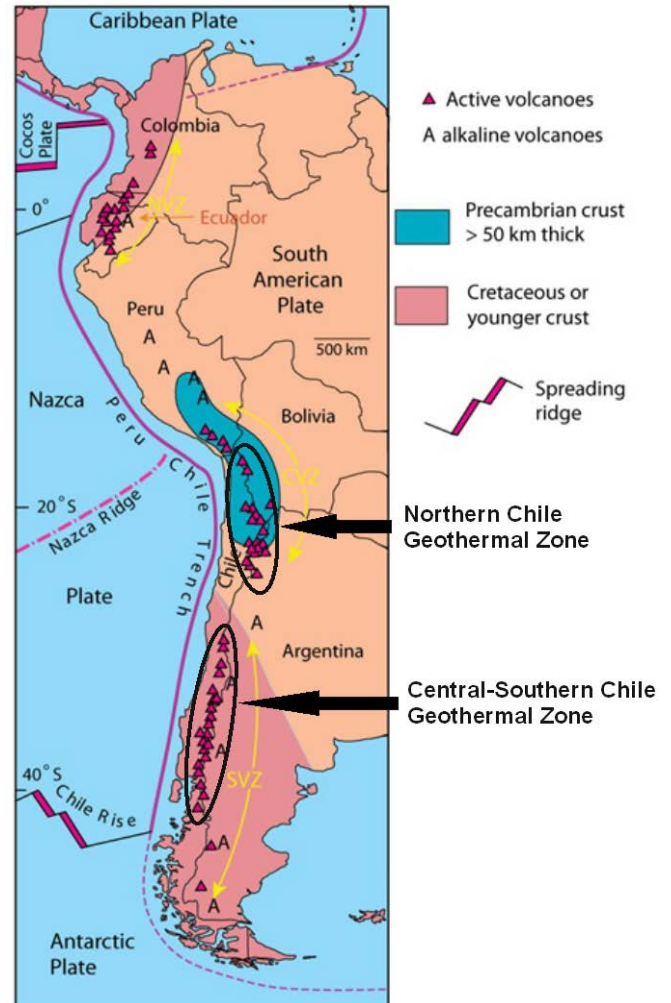 Caribbean Plate
Cocos
Plate
Colombia
NVZ
0°
A
Ecuador
Peru
South
American
Plate
500 km
A
A
A
A
Nazca
Bolivia
Peru Chile Trench
CVZ
20°S
Nazca Ridge
Chile
Plate
A
Argentina
A
A
40°S
SVZ
Chile Rise
A
A
Antarctic
Plate
Active volcanoes
A alkaline volcanoes
Precambrian crust
> 50 km thick
Cretaceous or
younger crust
Spreading
ridge
Northern Chile
Geothermal Zone
Central-Southern Chile
Geothermal Zone